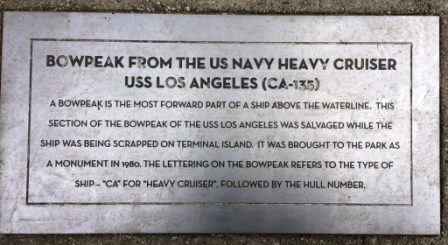 BOWPEAK FROM THE US NAVY HEAVY CRUISER
USS LOS ANGELES (CA-135)
A BOWPEAK IS THE MOST FORWARD PART OF A SHIP ABOVE THE WATERLINE. THIS
SECTION OF THE BOWPEAK OF THE USS LOS ANGELES WAS SALVAGED WHILE THE
SHIP WAS BEING SCRAPPED ON TERMINAL ISLAND. IT WAS BROUGHT TO THE PARK AS
A MONUMENT IN 1980. THE LETTERING ON THE BOWPEAK REFERS TO THE TYPE OF
SHIP - "CA" FOR "HEAVY CRUISER", FOLLOWED BY THE HULL NUMBER.